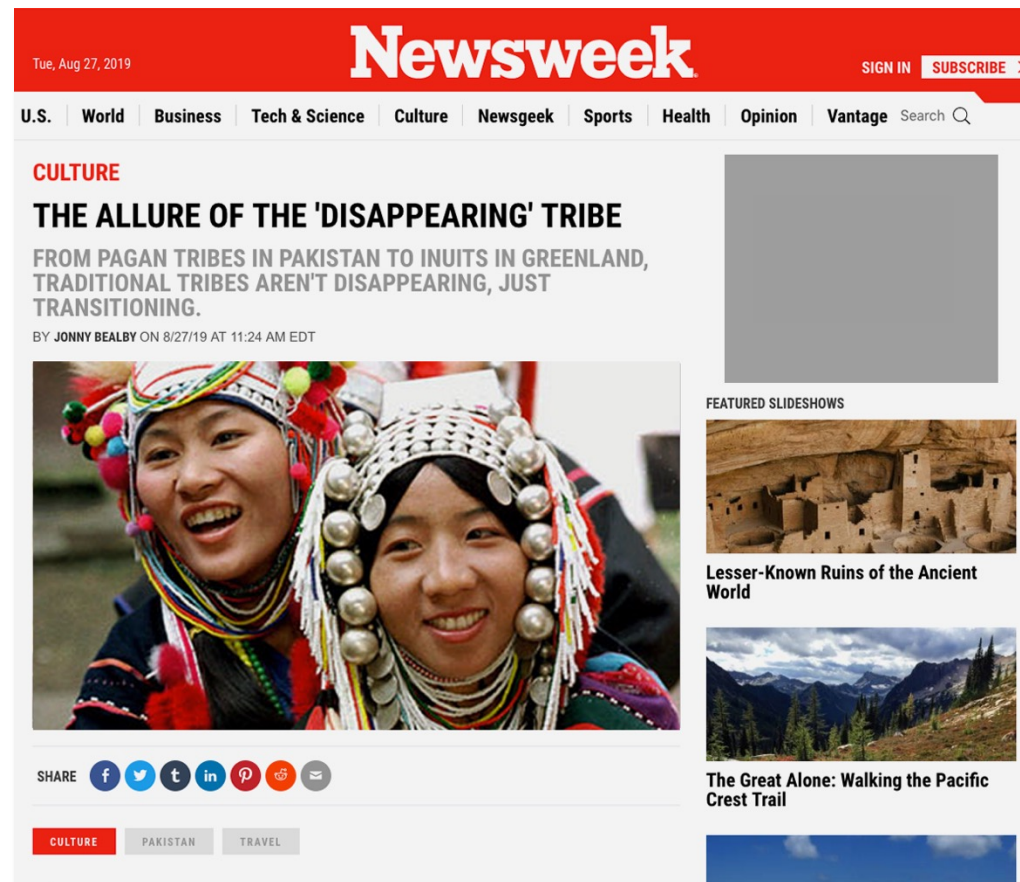 Tue, Aug 27, 2019
Newsweek
SIGN IN
SUBSCRIBE
U.S.
World
Business
Tech & Science
Culture
Newsgeek
Sports
Health
Opinion
Vantage
Search
CULTURE
THE ALLURE OF THE 'DISAPPEARING' TRIBE
FROM PAGAN TRIBES IN PAKISTAN TO INUITS IN GREENLAND,
TRADITIONAL TRIBES AREN'T DISAPPEARING, JUST
TRANSITIONING.
BY JONNY BEALBY ON 8/27/19 AT 11:24 AM EDT
SHARE
CULTURE
PAKISTAN
TRAVEL
FEATURED SLIDESHOWS
Lesser-Known Ruins of the Ancient
World
The Great Alone: Walking the Pacific
Crest Trail